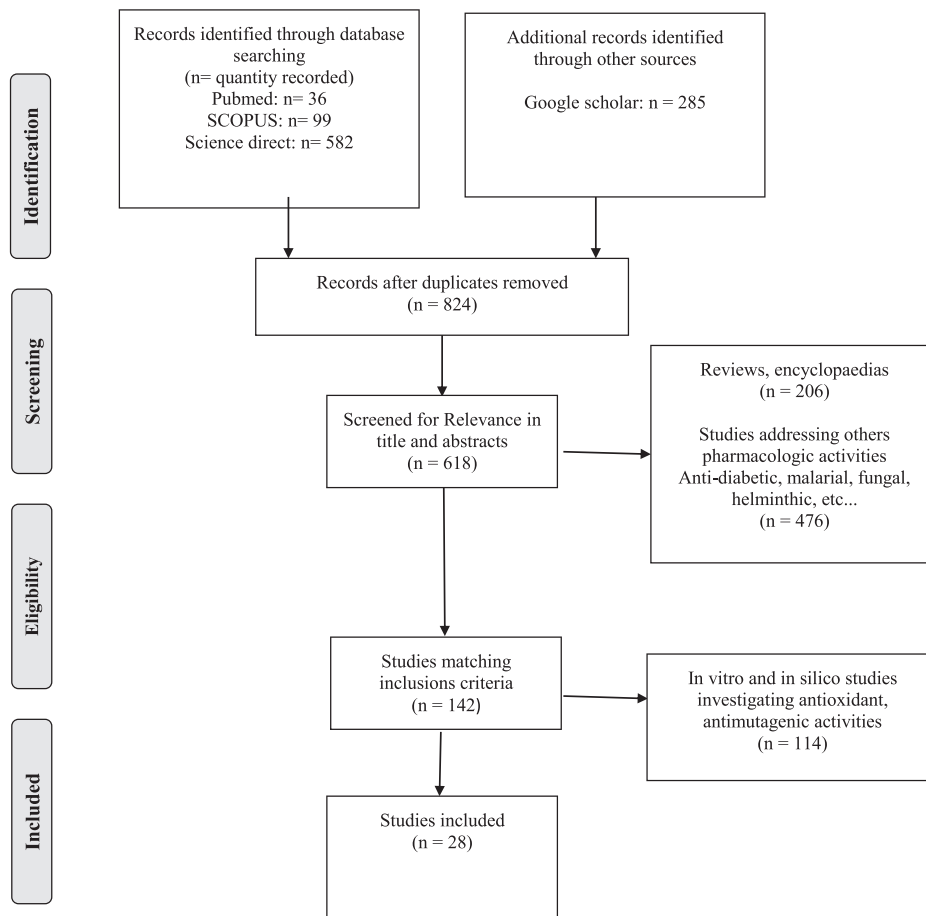 Identification
Records identified through database
searching
(n= quantity recorded)
Pubmed: n= 36
SCOPUS: n= 99
Science direct: n= 582
Additional records identified
through other sources
Google scholar: n = 285
Records after duplicates removed
(n = 824)
Screening
Screened for Relevance in
title and abstracts
(n = 618)
Reviews, encyclopaedias
(n = 206)
Studies addressing others
pharmacologic activities
Anti-diabetic, malarial, fungal,
helminthic, etc...
(n = 476)
Eligibility
Studies matching
inclusions criteria
(n = 142)
In vitro and in silico studies
investigating antioxidant,
antimutagenic activities
(n = 114)
Included
Studies included
(n = 28)